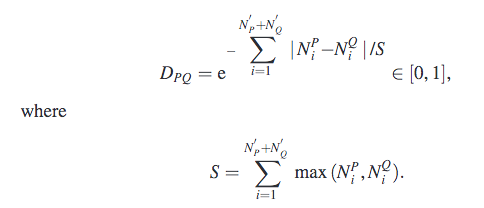 $$D_{PQ} = \mathrm{e}^{-\sum_{i=1}^{N'_P+N'_Q} |N_i^P - N_i^Q|/S} \in [0,1],$$
where
$$S = \sum_{i=1}^{N'_P+N'_Q} \max(N_i^P, N_i^Q).$$